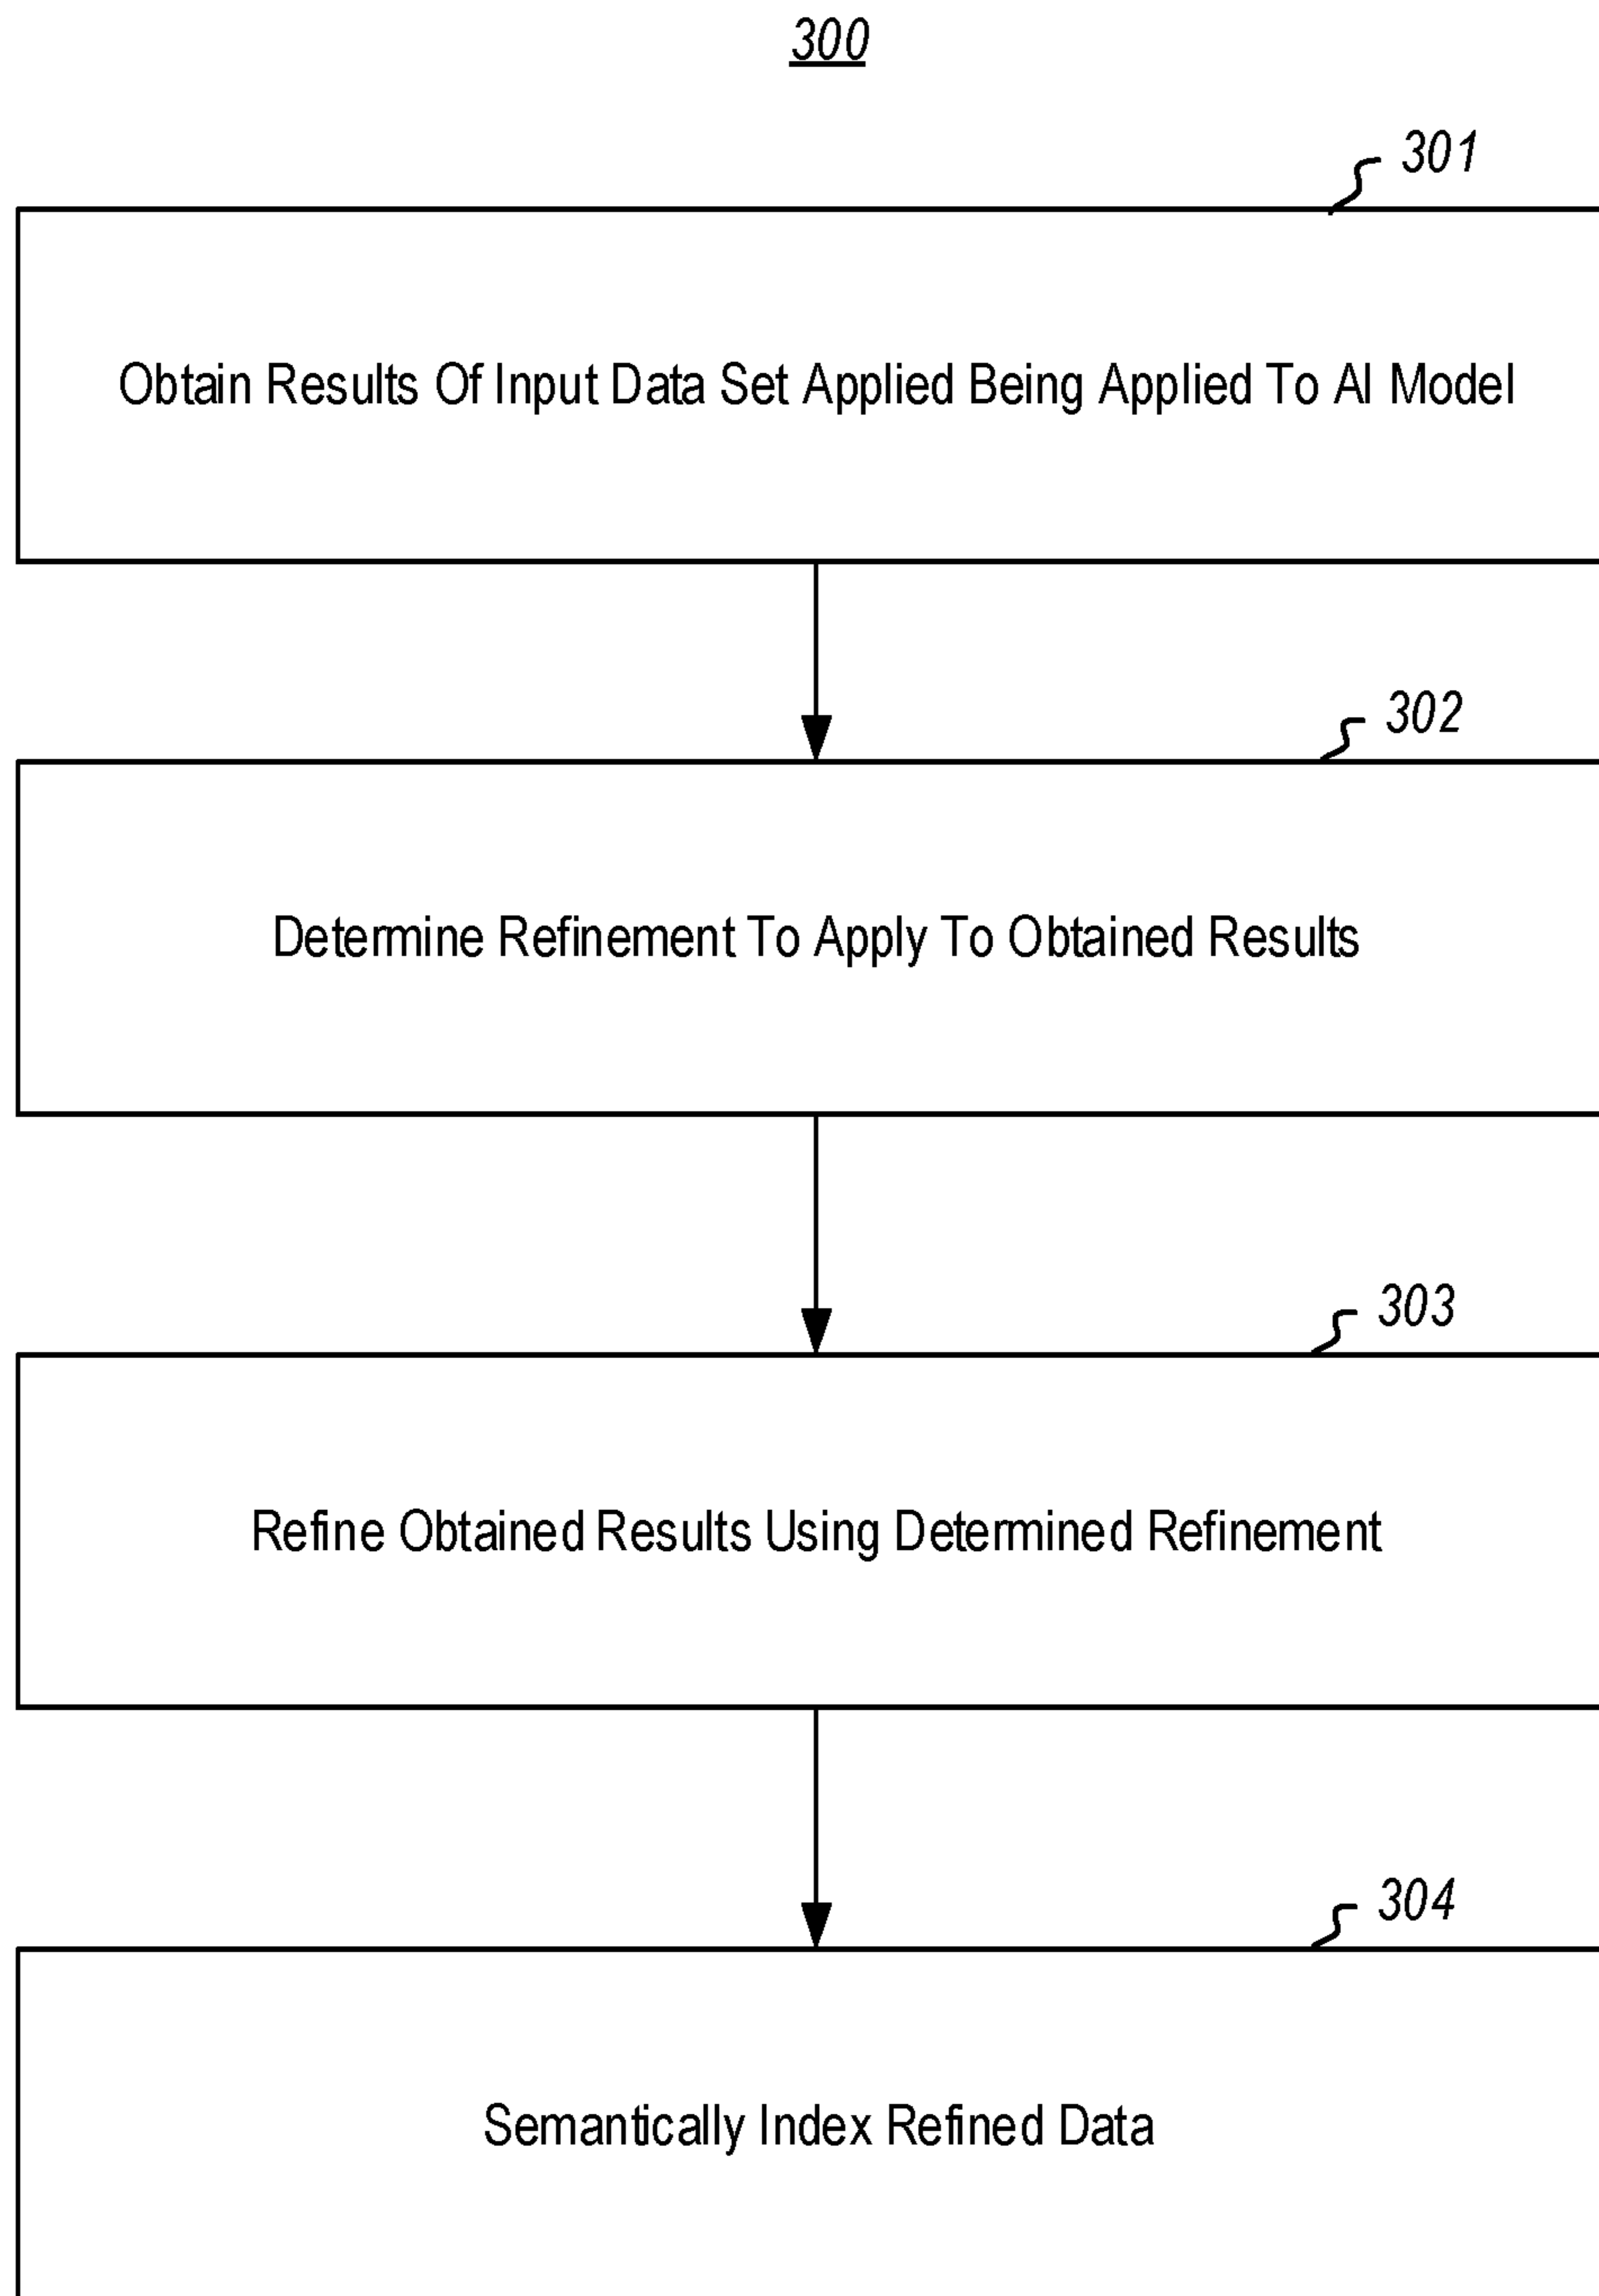 300
301
Obtain Results Of Input Data Set Applied Being Applied To AI Model
302
Determine Refinement To Apply To Obtained Results
303
Refine Obtained Results Using Determined Refinement
304
Semantically Index Refined Data